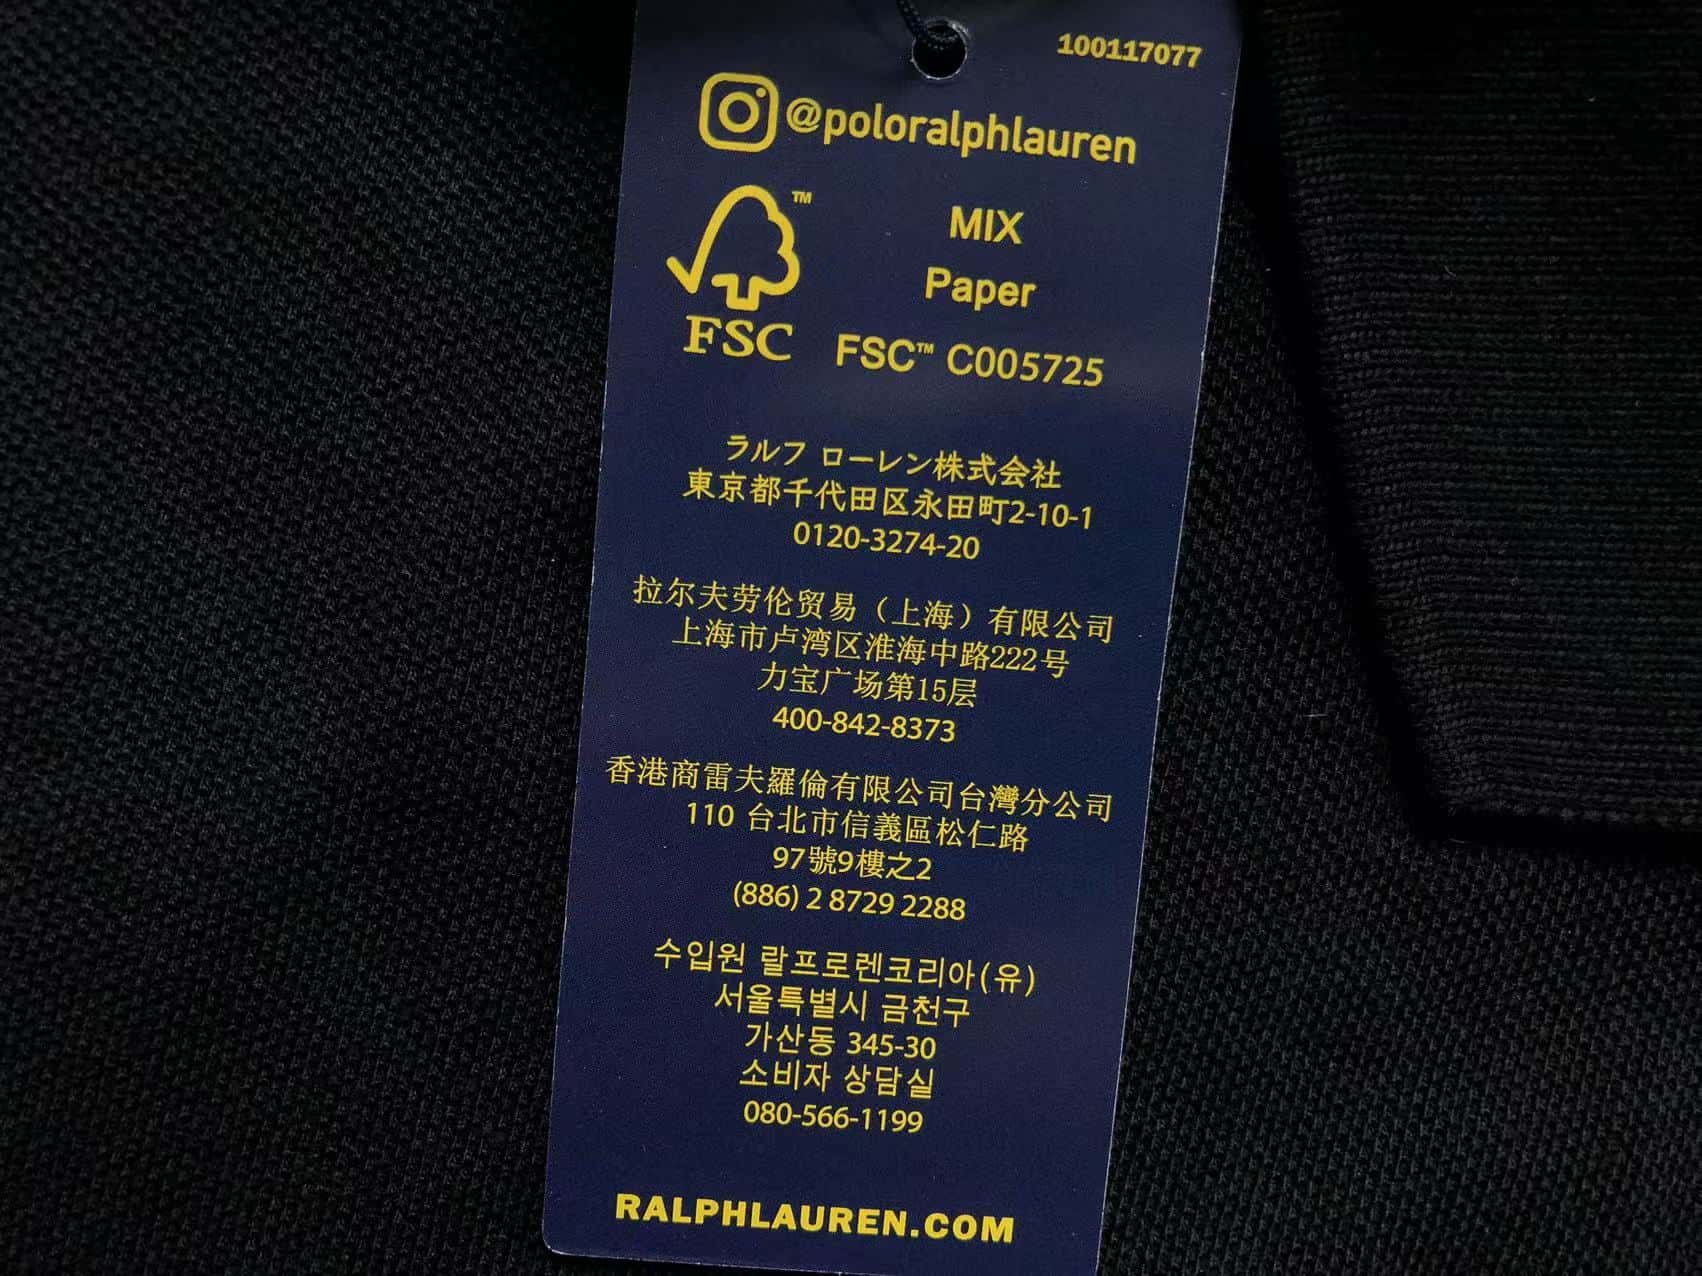 100117077
@poloralphlauren
TM
FSC
MIX
Paper
FSC™ C005725
ラルフ ローレン株式会社
東京都千代田区永田町2-10-1
0120-3274-20
拉尔夫劳伦贸易（上海）有限公司
上海市卢湾区淮海中路222号
力宝广场第15层
400-842-8373
香港商雷夫羅倫有限公司台灣分公司
110 台北市信義區松仁路
97號9樓之2
(886) 2 8729 2288
수입원 랄프로렌코리아(유)
서울특별시 금천구
가산동 345-30
소비자 상담실
080-566-1199
RALPHLAUREN.COM